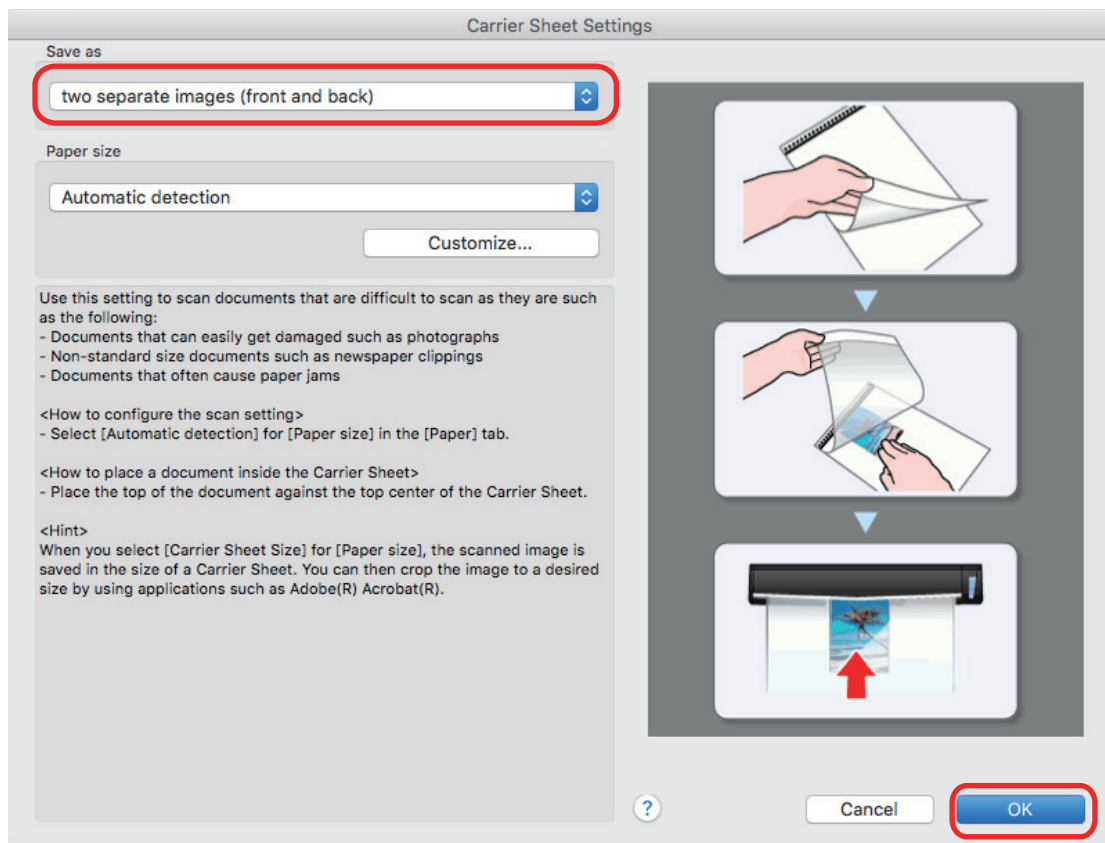 Carrier Sheet Settings
Save as
two separate images (front and back)
Paper size
Automatic detection
Customize...
Use this setting to scan documents that are difficult to scan as they are such
as the following:
- Documents that can easily get damaged such as photographs
- Non-standard size documents such as newspaper clippings
- Documents that often cause paper jams
<How to configure the scan setting>
- Select [Automatic detection] for [Paper size] in the [Paper] tab.
<How to place a document inside the Carrier Sheet>
- Place the top of the document against the top center of the Carrier Sheet.
<Hint>
When you select [Carrier Sheet Size] for [Paper size], the scanned image is
saved in the size of a Carrier Sheet. You can then crop the image to a desired
size by using applications such as Adobe(R) Acrobat(R).
?
Cancel
OK